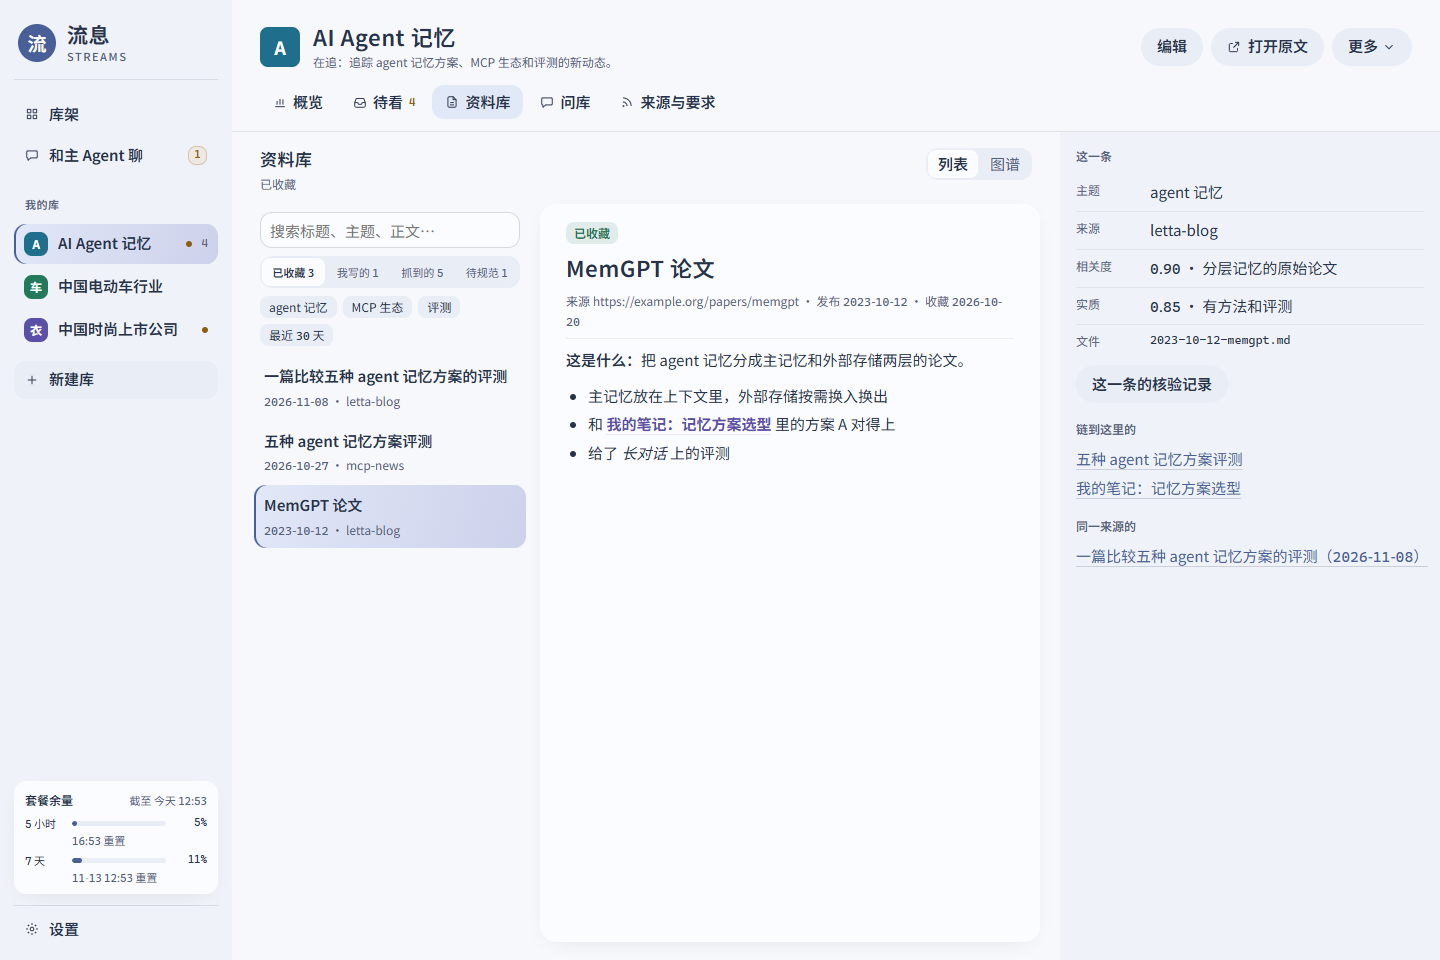 流
流息
STREAMS
库架
和主 Agent 聊
1
我的库
A
AI Agent 记忆
4
车
中国电动车行业
衣
中国时尚上市公司
新建库
套餐余量
截至 今天 12:53
5 小时
5%
16:53 重置
7 天
11%
11-13 12:53 重置
设置
A
AI Agent 记忆
在追：追踪 agent 记忆方案、MCP 生态和评测的新动态。
编辑
打开原文
更多
概览
待看 4
资料库
问库
来源与要求
资料库
已收藏
列表
图谱
搜索标题、主题、正文…
已收藏 3
我写的 1
抓到的 5
待规范 1
agent 记忆
MCP 生态
评测
最近 30 天
一篇比较五种 agent 记忆方案的评测
2026-11-08 • letta-blog
五种 agent 记忆方案评测
2026-10-27 • mcp-news
MemGPT 论文
2023-10-12 • letta-blog
已收藏
MemGPT 论文
来源 https://example.org/papers/memgpt • 发布 2023-10-12 • 收藏 2026-10-
20
这是什么：把 agent 记忆分成主记忆和外部存储两层的论文。
• 主记忆放在上下文里，外部存储按需换入换出
• 和 我的笔记：记忆方案选型 里的方案 A 对得上
• 给了 长对话 上的评测
这一条
主题
agent 记忆
来源
letta-blog
相关度
0.90 • 分层记忆的原始论文
实质
0.85 • 有方法和评测
文件
2023-10-12-memgpt.md
这一条的核验记录
链到这里的
五种 agent 记忆方案评测
我的笔记：记忆方案选型
同一来源的
一篇比较五种 agent 记忆方案的评测（2026-11-08）